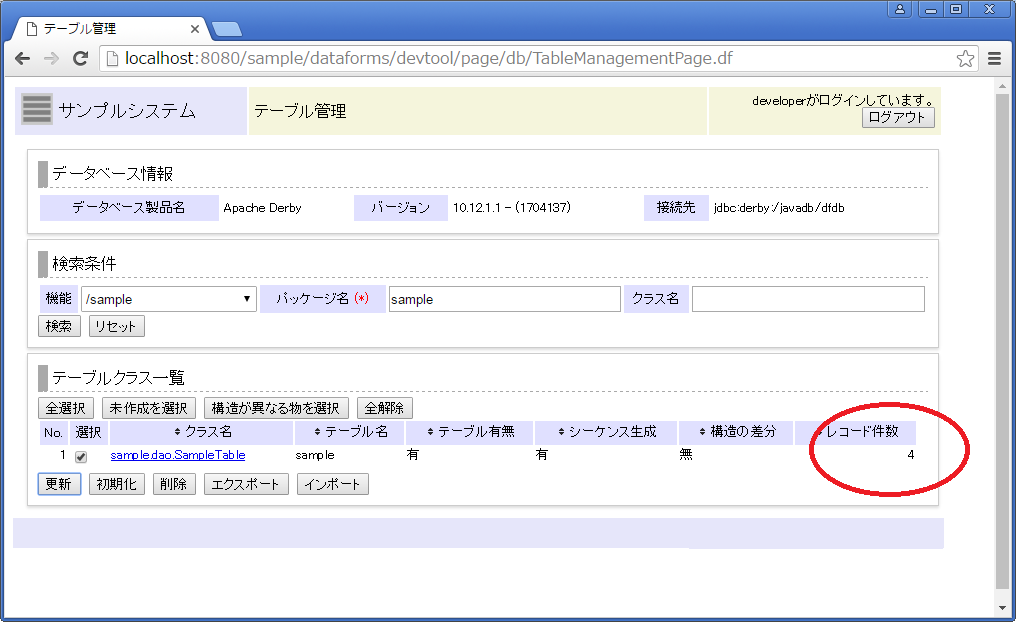 テーブル管理
localhost:8080/sample/dataforms/devtool/page/db/TableManagementPage.df
サンプルシステム テーブル管理 developerがログインしています。
ログアウト
データベース情報
データベース製品名 Apache Derby バージョン 10.12.1.1 - (1704137) 接続先 jdbc:derby:/javadb/dfdb
検索条件
機能 /sample パッケージ名 (*) sample クラス名
検索 リセット
テーブルクラス一覧
全選択 未作成を選択 構造が異なる物を選択 全解除
No. 選択 クラス名 テーブル名 テーブル有無 シーケンス生成 構造の差分 レコード件数
1 sample.dao.SampleTable sample 有 有 無 4
更新 初期化 削除 エクスポート インポート